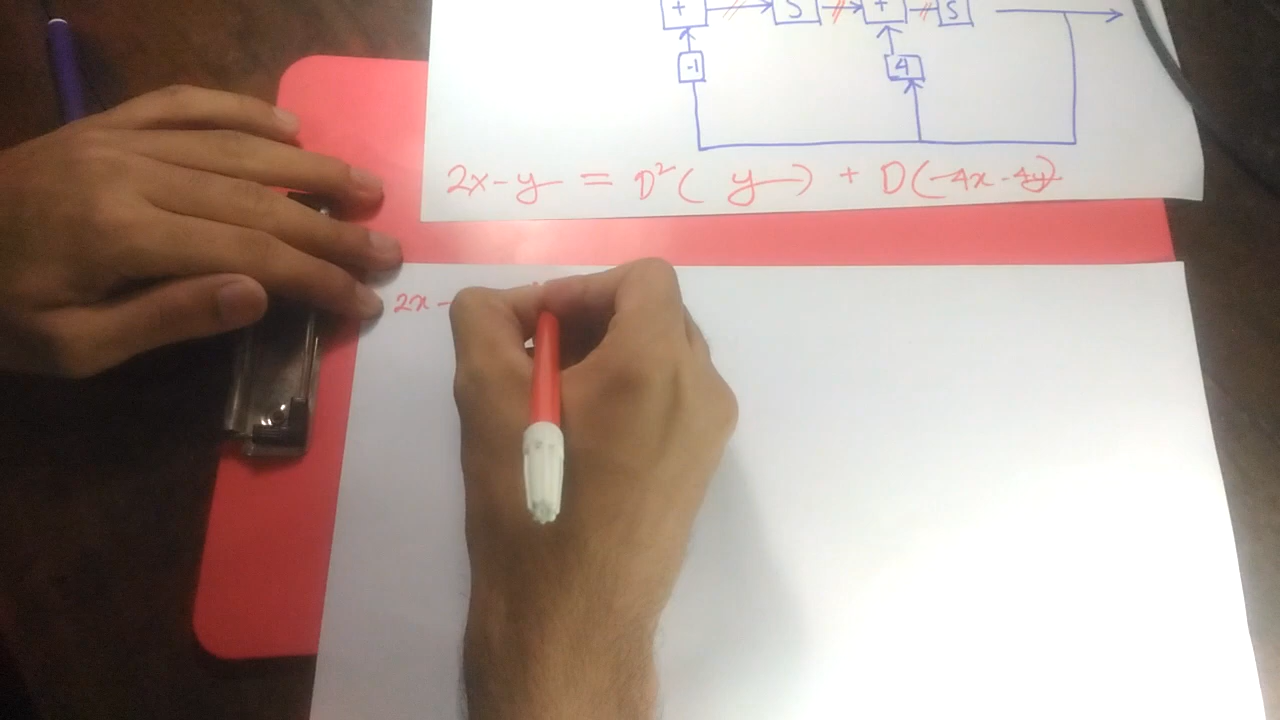 + S + S
-1 4
2x-y = D²( y ) + D(-4x-4y)
2x -